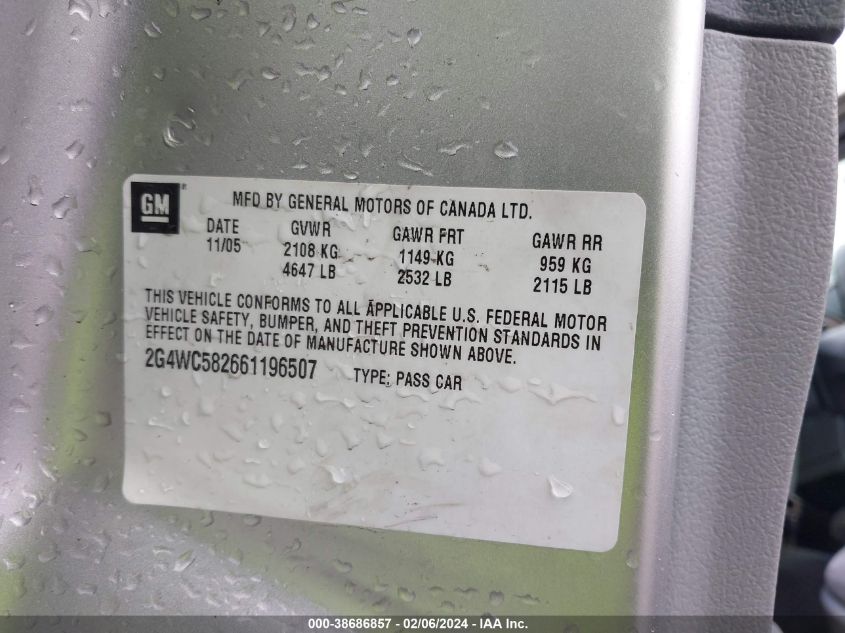 GM®
MFD BY GENERAL MOTORS OF CANADA LTD.
DATE GVWR GAWR FRT GAWR RR
11/05 2108 KG 1149 KG 959 KG
4647 LB 2532 LB 2115 LB
THIS VEHICLE CONFORMS TO ALL APPLICABLE U.S. FEDERAL MOTOR
VEHICLE SAFETY, BUMPER, AND THEFT PREVENTION STANDARDS IN
EFFECT ON THE DATE OF MANUFACTURE SHOWN ABOVE.
2G4WC582661196507 TYPE: PASS CAR
000-38686857 - 02/06/2024 - IAA Inc.